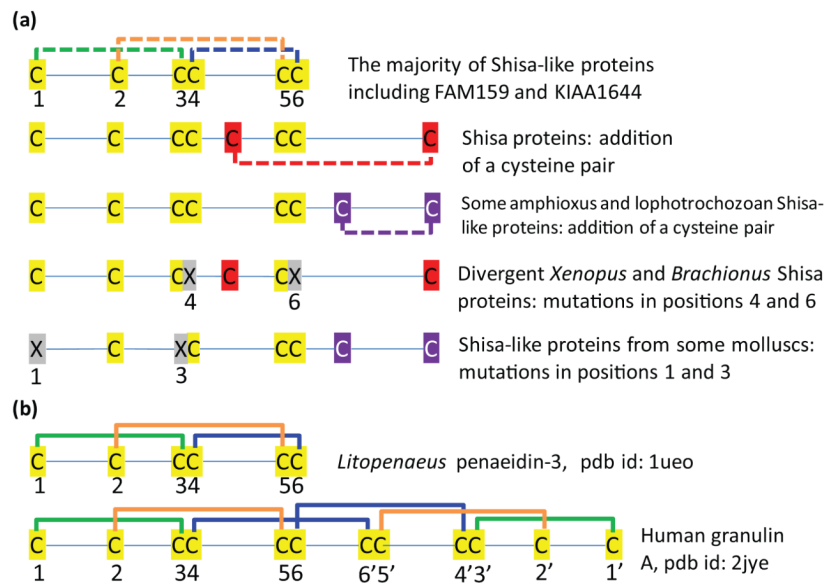 (a)
C C CC CC
1 2 34 56
The majority of Shisa-like proteins
including FAM159 and KIAA1644
C C CC C CC C
Shisa proteins: addition
of a cysteine pair
C C CC CC C C
Some amphioxus and lophotrochozoan Shisa-
like proteins: addition of a cysteine pair
C C CX C CX C
4 6
Divergent Xenopus and Brachionus Shisa
proteins: mutations in positions 4 and 6
X C XC CC C C
1 3
Shisa-like proteins from some molluscs:
mutations in positions 1 and 3
(b)
C C CC CC
1 2 34 56
Litopenaeus penaeidin-3, pdb id: 1ueo
C C CC CC CC CC C C
1 2 34 56 6’5’ 4’3’ 2’ 1’
Human granulin
A, pdb id: 2jye